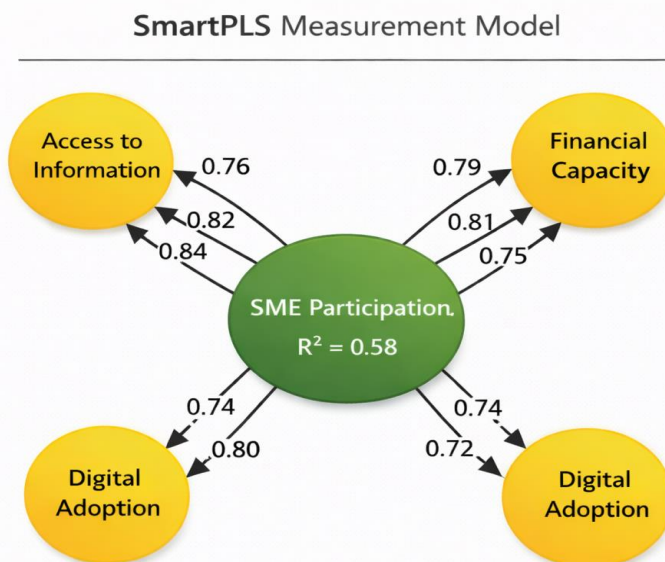 SmartPLS Measurement Model
Access to
Information
0.76
0.82
0.84
Financial
Capacity
0.79
0.81
0.75
SME Participation.
R² = 0.58
0.74
0.80
0.74
0.72
Digital
Adoption
Digital
Adoption